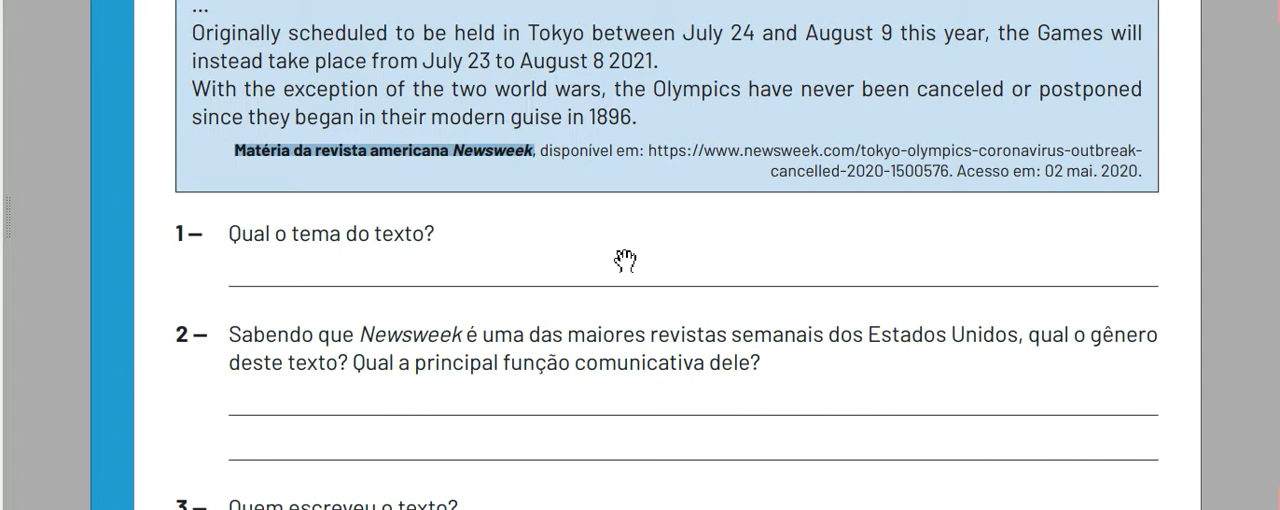 ...
Originally scheduled to be held in Tokyo between July 24 and August 9 this year, the Games will
instead take place from July 23 to August 8 2021.
With the exception of the two world wars, the Olympics have never been canceled or postponed
since they began in their modern guise in 1896.
Matéria da revista americana Newsweek, disponível em: https://www.newsweek.com/tokyo-olympics-coronavirus-outbreak-
cancelled-2020-1500576. Acesso em: 02 mai. 2020.
1 – Qual o tema do texto?
2 – Sabendo que Newsweek é uma das maiores revistas semanais dos Estados Unidos, qual o gênero
deste texto? Qual a principal função comunicativa dele?
3 – Quem escreveu o texto?